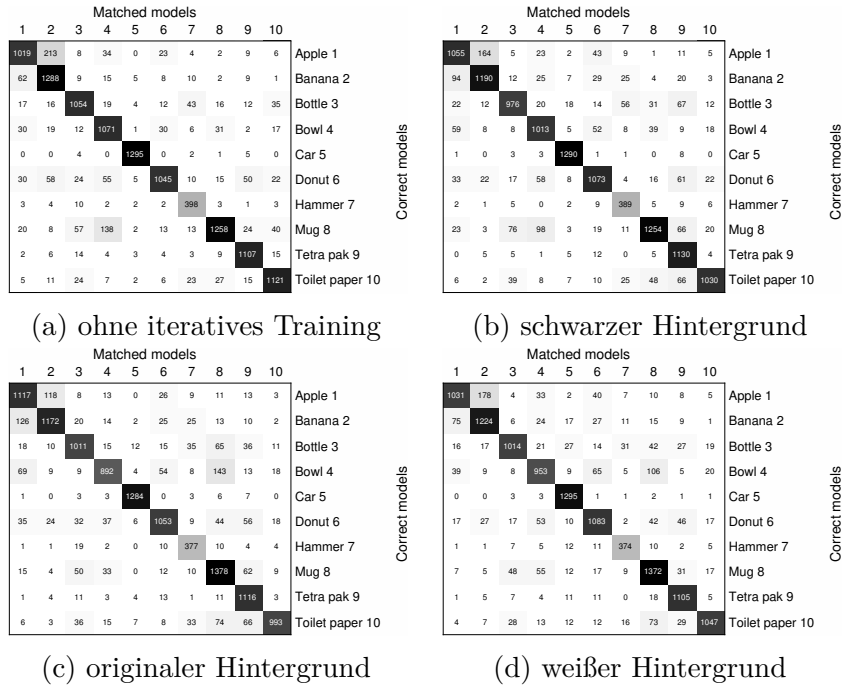 Matched models
1 2 3 4 5 6 7 8 9 10
1019 213 8 34 0 23 4 2 9 6 Apple 1
62 1288 9 15 5 8 10 2 9 1 Banana 2
17 16 1054 19 4 12 43 16 12 35 Bottle 3
30 19 12 1071 1 30 6 31 2 17 Bowl 4
0 0 4 0 1295 0 2 1 5 0 Car 5
30 58 24 55 5 1045 10 15 50 22 Donut 6
3 4 10 2 2 2 398 3 1 3 Hammer 7
20 8 57 138 2 13 13 1258 24 40 Mug 8
2 6 14 4 3 4 3 9 1107 15 Tetra pak 9
5 11 24 7 2 6 23 27 15 1121 Toilet paper 10
Correct models
(a) ohne iteratives Training
Matched models
1 2 3 4 5 6 7 8 9 10
1055 164 5 23 2 43 9 1 11 5 Apple 1
94 1190 12 25 7 29 25 4 20 3 Banana 2
22 12 976 20 18 14 56 31 67 12 Bottle 3
59 8 8 1013 5 52 8 39 9 18 Bowl 4
1 0 3 3 1290 1 1 0 8 0 Car 5
33 22 17 58 8 1073 4 16 61 22 Donut 6
2 1 5 0 2 9 389 5 9 6 Hammer 7
23 3 76 98 3 19 11 1254 66 20 Mug 8
0 5 5 1 5 12 0 5 1130 4 Tetra pak 9
6 2 39 8 7 10 25 48 66 1030 Toilet paper 10
Correct models
(b) schwarzer Hintergrund
Matched models
1 2 3 4 5 6 7 8 9 10
1117 118 8 13 0 26 9 11 13 3 Apple 1
126 1172 20 14 2 25 25 13 10 2 Banana 2
18 10 1011 15 12 15 35 65 36 11 Bottle 3
69 9 9 892 4 54 8 143 13 18 Bowl 4
1 0 3 3 1284 0 3 6 7 0 Car 5
35 24 32 37 6 1053 9 44 56 18 Donut 6
1 1 19 2 0 10 377 10 4 4 Hammer 7
15 4 50 33 0 12 10 1378 62 9 Mug 8
1 4 11 3 4 13 1 11 1116 3 Tetra pak 9
6 3 36 15 7 8 33 74 66 993 Toilet paper 10
Correct models
(c) originaler Hintergrund
Matched models
1 2 3 4 5 6 7 8 9 10
1031 178 4 33 2 40 7 10 8 5 Apple 1
75 1224 6 24 17 27 11 15 9 1 Banana 2
16 17 1014 21 27 14 31 42 27 19 Bottle 3
39 9 8 953 9 65 5 106 5 20 Bowl 4
0 0 3 3 1295 1 1 2 1 1 Car 5
17 27 17 53 10 1083 2 42 46 17 Donut 6
1 1 7 5 12 11 374 10 2 5 Hammer 7
7 5 48 55 12 17 9 1372 31 17 Mug 8
1 5 7 4 11 11 0 18 1105 5 Tetra pak 9
4 7 28 13 12 12 16 73 29 1047 Toilet paper 10
Correct models
(d) weißer Hintergrund